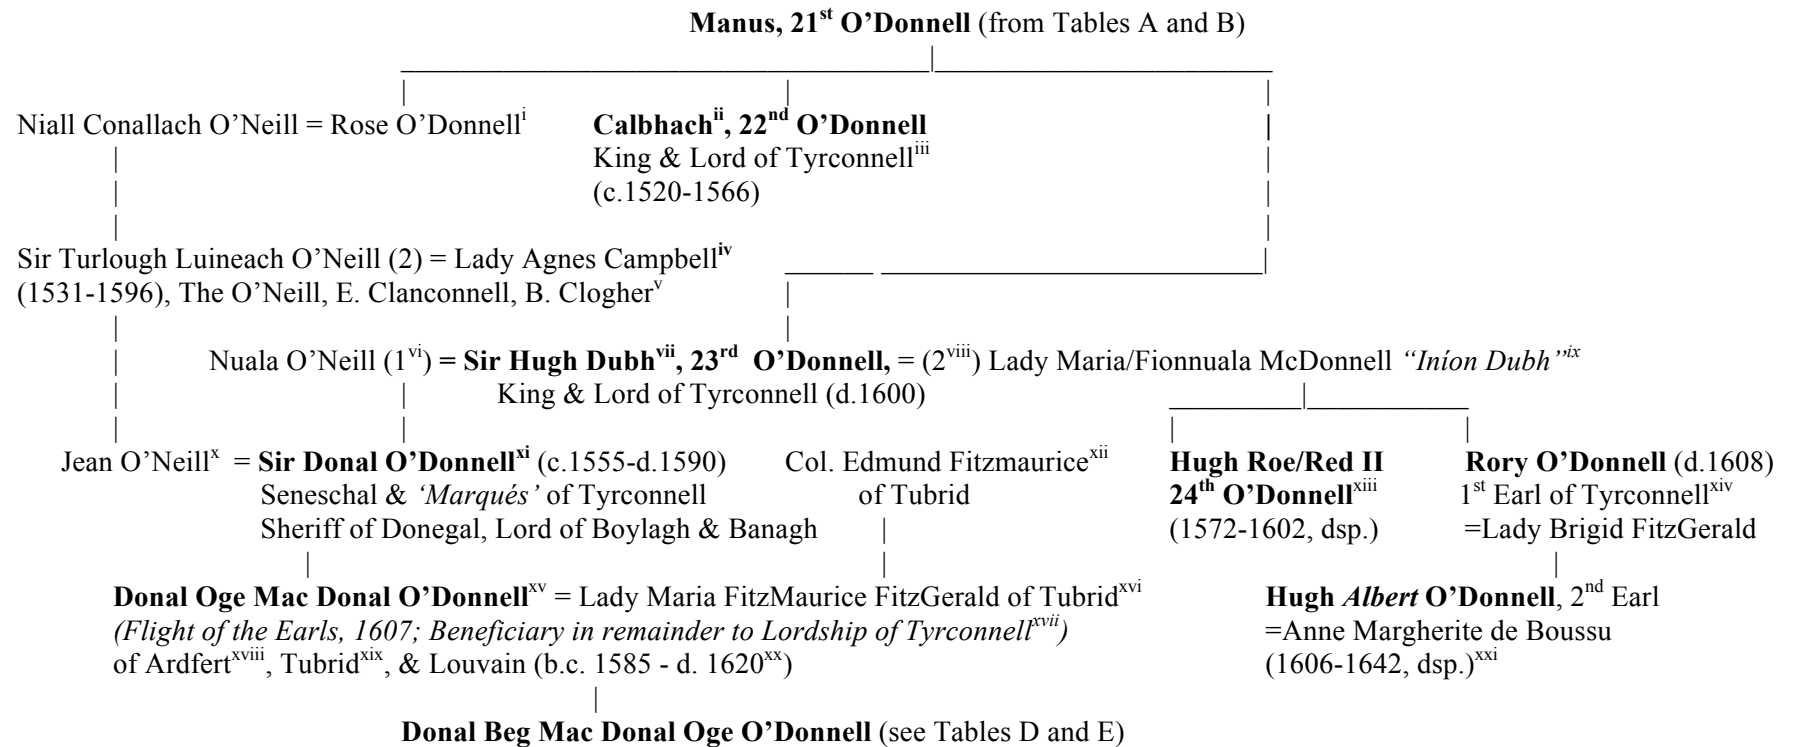 Manus, 21st O’Donnell (from Tables A and B)
Niall Conallach O’Neill = Rose O’Donnelli Calbhachii, 22nd O’Donnell
King & Lord of Tyrconnelliii
(c.1520-1566)
Sir Turlough Luineach O’Neill (2) = Lady Agnes Campbelliv
(1531-1596), The O’Neill, E. Clanconnell, B. Clogherv
Nuala O’Neill (1vi) = Sir Hugh Dubhvii, 23rd O’Donnell, = (2viii) Lady Maria/Fionnuala McDonnell “Iníon Dubh”ix
King & Lord of Tyrconnell (d.1600)
Jean O’Neillx = Sir Donal O’Donnellxi (c.1555-d.1590) Col. Edmund Fitzmauricexii Hugh Roe/Red II Rory O’Donnell (d.1608)
Seneschal & ‘Marqués’ of Tyrconnell of Tubrid 24th O’Donnellxiii 1st Earl of Tyrconnellxiv
Sheriff of Donegal, Lord of Boylagh & Banagh (1572-1602, dsp.) =Lady Brigid FitzGerald
Donal Oge Mac Donal O’Donnellxv = Lady Maria FitzMaurice FitzGerald of Tubridxvi Hugh Albert O’Donnell, 2nd Earl
(Flight of the Earls, 1607; Beneficiary in remainder to Lordship of Tyrconnellxvii) =Anne Margherite de Boussu
of Ardfertxviii, Tubridxix, & Louvain (b.c. 1585 - d. 1620xx) (1606-1642, dsp.)xxi
Donal Beg Mac Donal Oge O’Donnell (see Tables D and E)